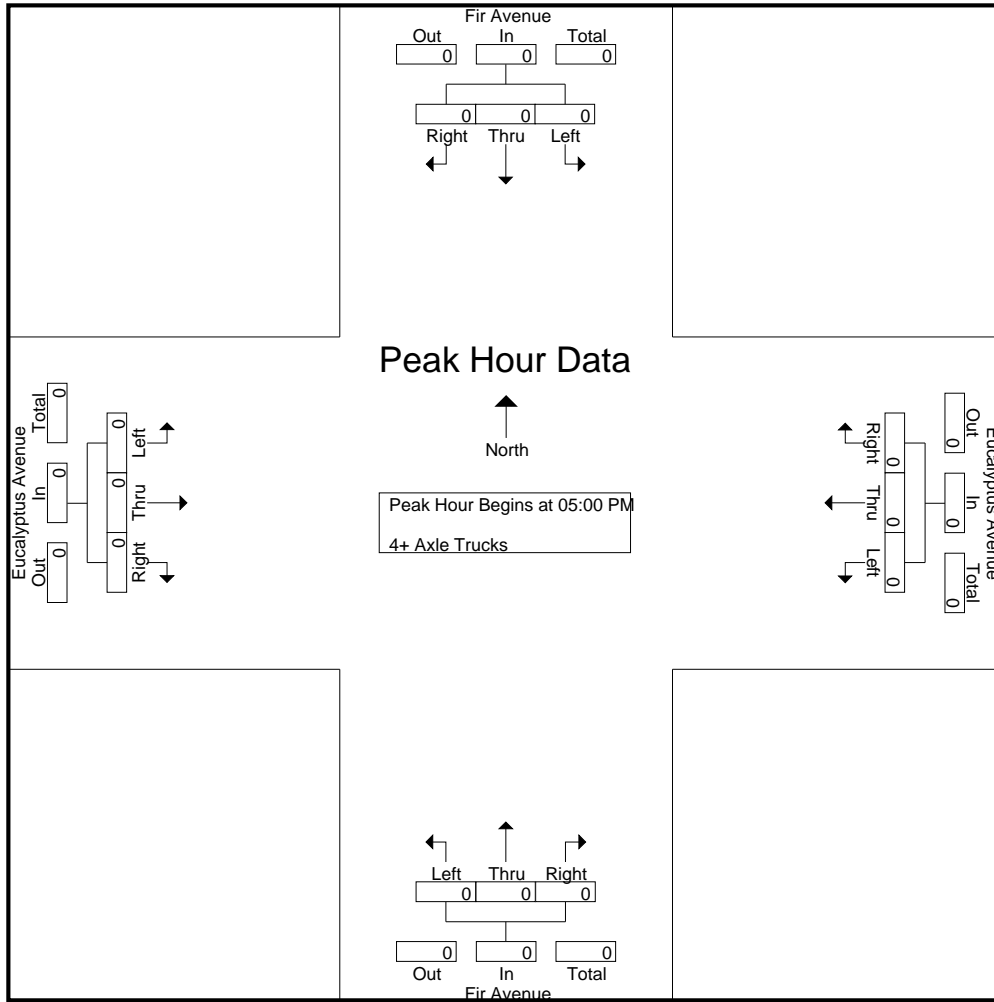 Fir Avenue
Out In Total
0 0 0
0 0 0
Right Thru Left
Peak Hour Data
North
Peak Hour Begins at 05:00 PM
4+ Axle Trucks
Eucalyptus Avenue
Total In Out
0 0 0
0 0 0
Left Thru Right
Eucalyptus Avenue
Out In Total
0 0 0
0 0 0
Right Thru Left
Left Thru Right
0 0 0
0 0 0
Out In Total
Fir Avenue